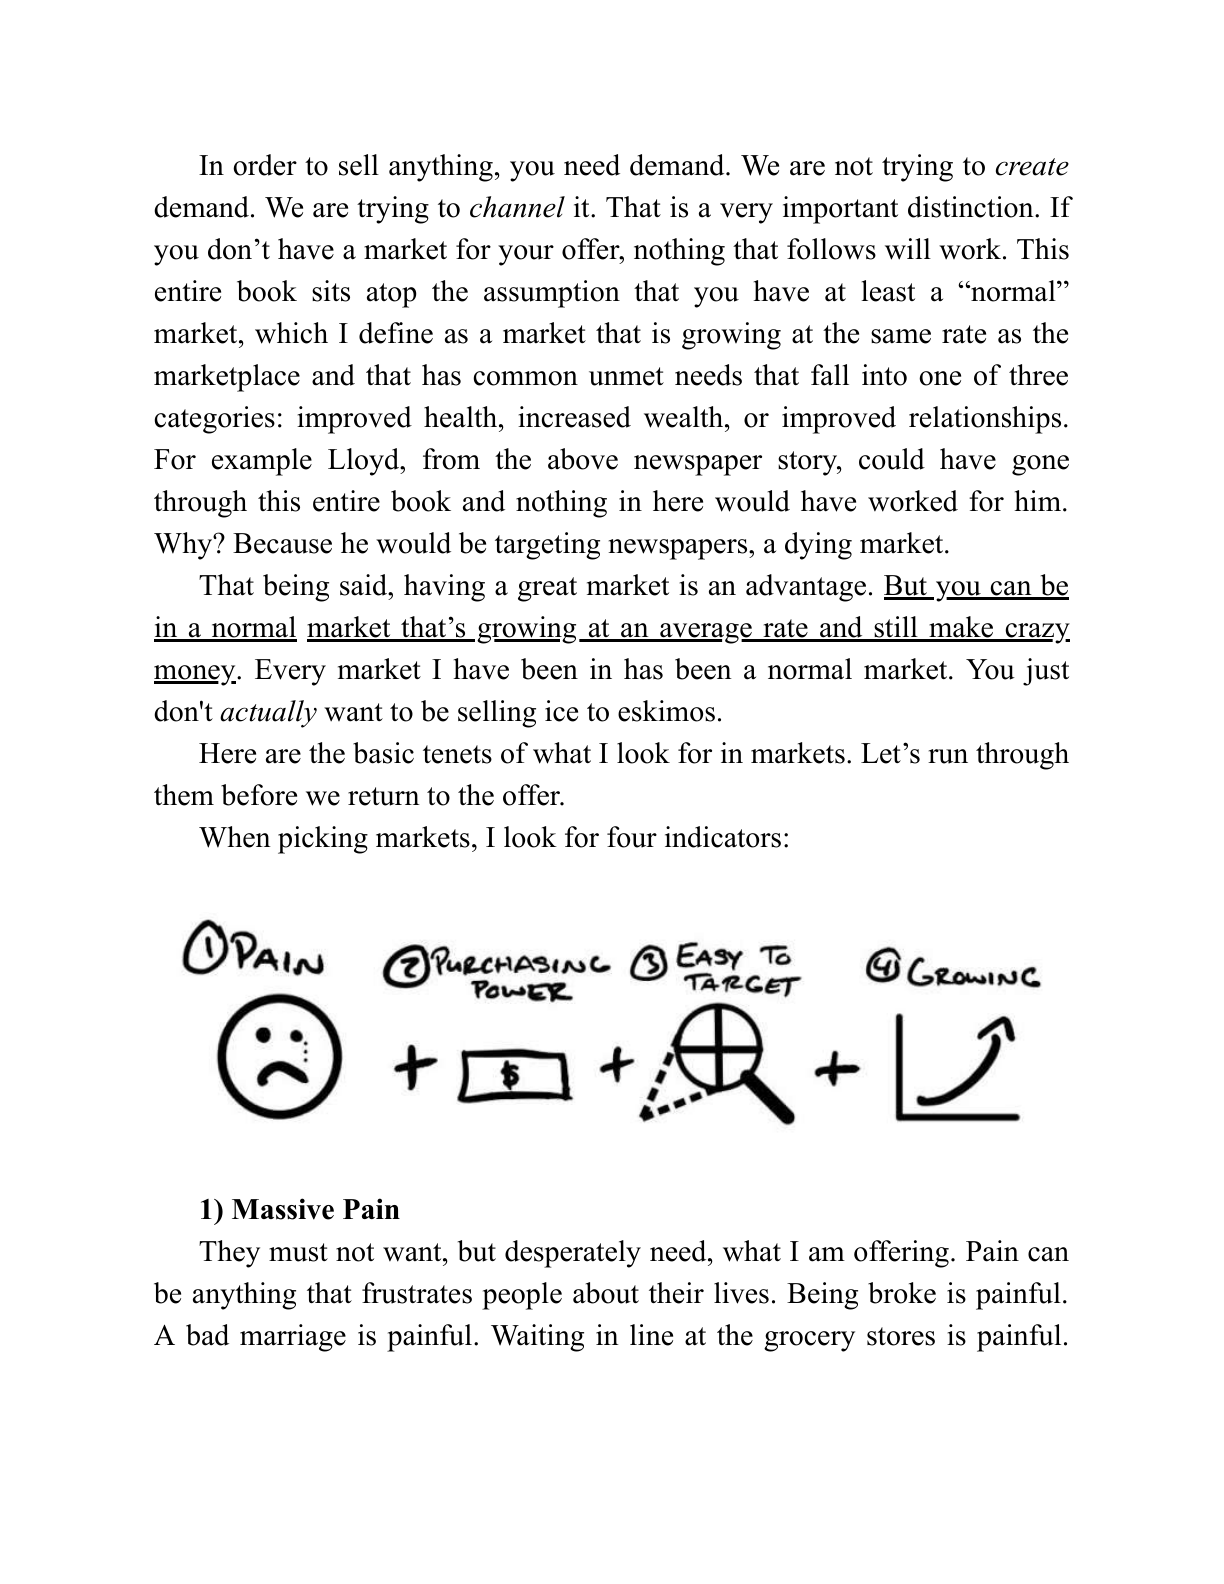 In order to sell anything, you need demand. We are not trying to create
demand. We are trying to channel it. That is a very important distinction. If
you don’t have a market for your offer, nothing that follows will work. This
entire book sits atop the assumption that you have at least a “normal”
market, which I define as a market that is growing at the same rate as the
marketplace and that has common unmet needs that fall into one of three
categories: improved health, increased wealth, or improved relationships.
For example Lloyd, from the above newspaper story, could have gone
through this entire book and nothing in here would have worked for him.
Why? Because he would be targeting newspapers, a dying market.
That being said, having a great market is an advantage. But you can be
in a normal market that’s growing at an average rate and still make crazy
money. Every market I have been in has been a normal market. You just
don't actually want to be selling ice to eskimos.
Here are the basic tenets of what I look for in markets. Let’s run through
them before we return to the offer.
When picking markets, I look for four indicators:
① PAIN
② PURCHASING
POWER
③ EASY TO
TARGET
④ GROWING
+ $ + +
1) Massive Pain
They must not want, but desperately need, what I am offering. Pain can
be anything that frustrates people about their lives. Being broke is painful.
A bad marriage is painful. Waiting in line at the grocery stores is painful.